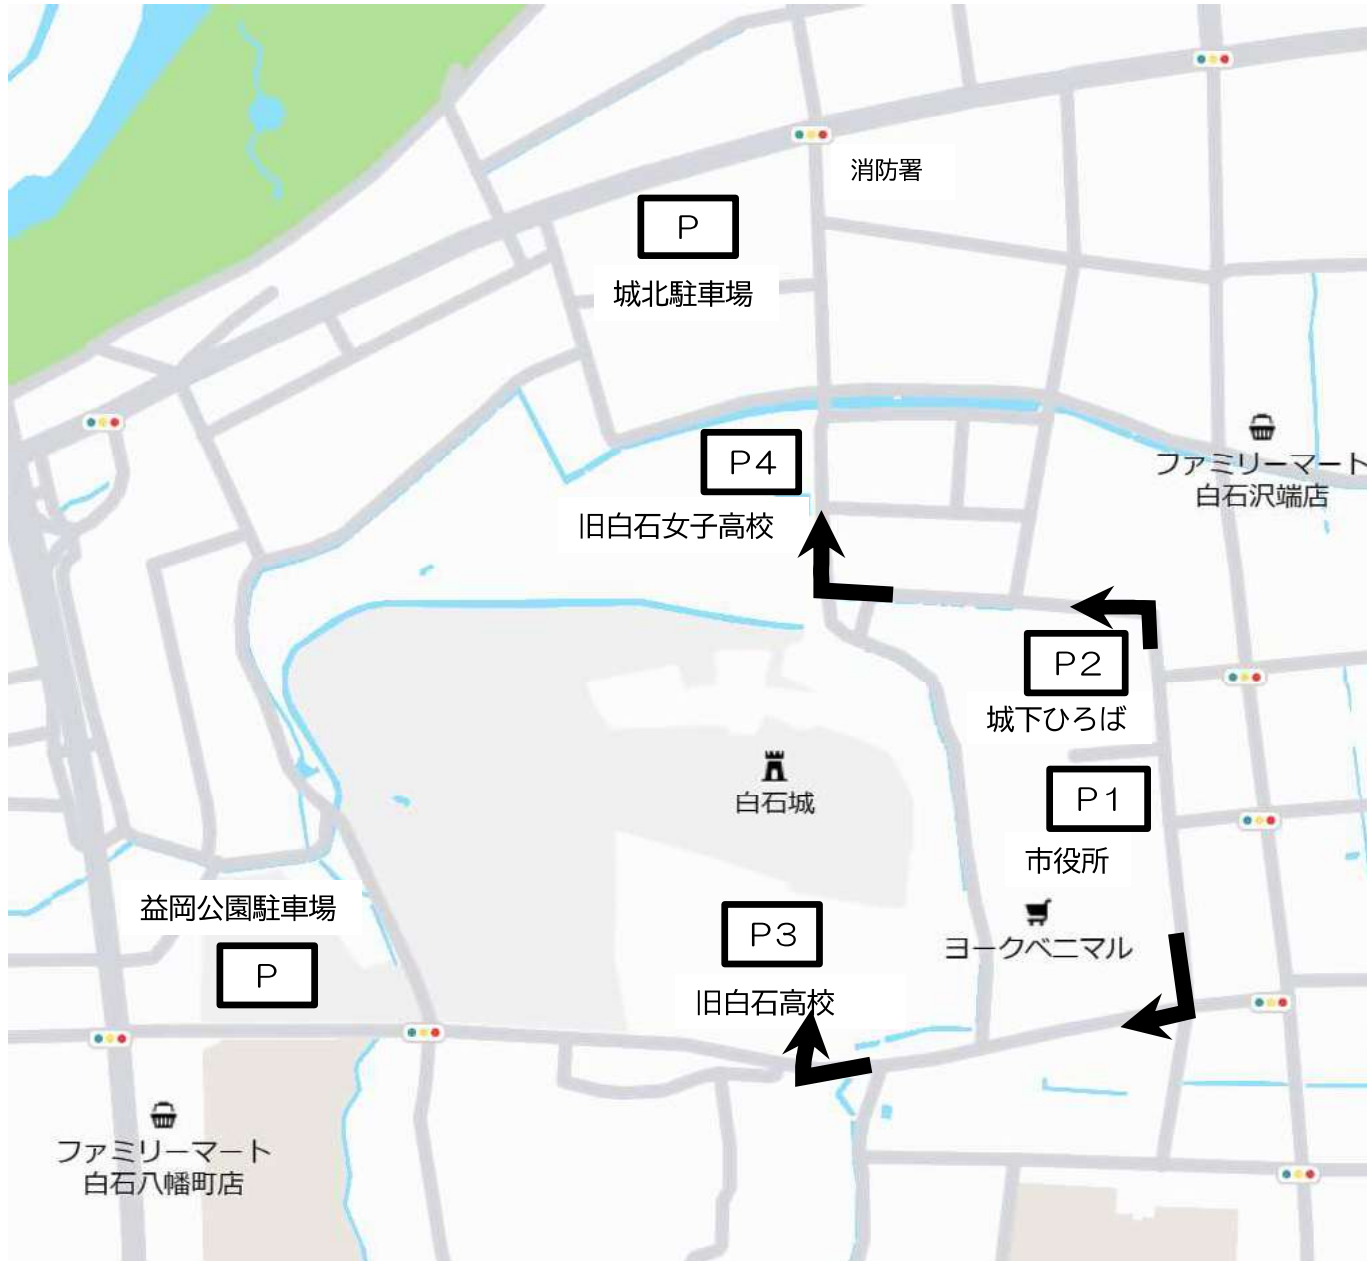 消防署
P
城北駐車場
P4
旧白石女子高校
ファミリーマート
白石沢端店
P2
城下ひろば
白石城
P1
市役所
益岡公園駐車場
P
P3
旧白石高校
ヨークベニマル
ファミリーマート
白石八幡町店